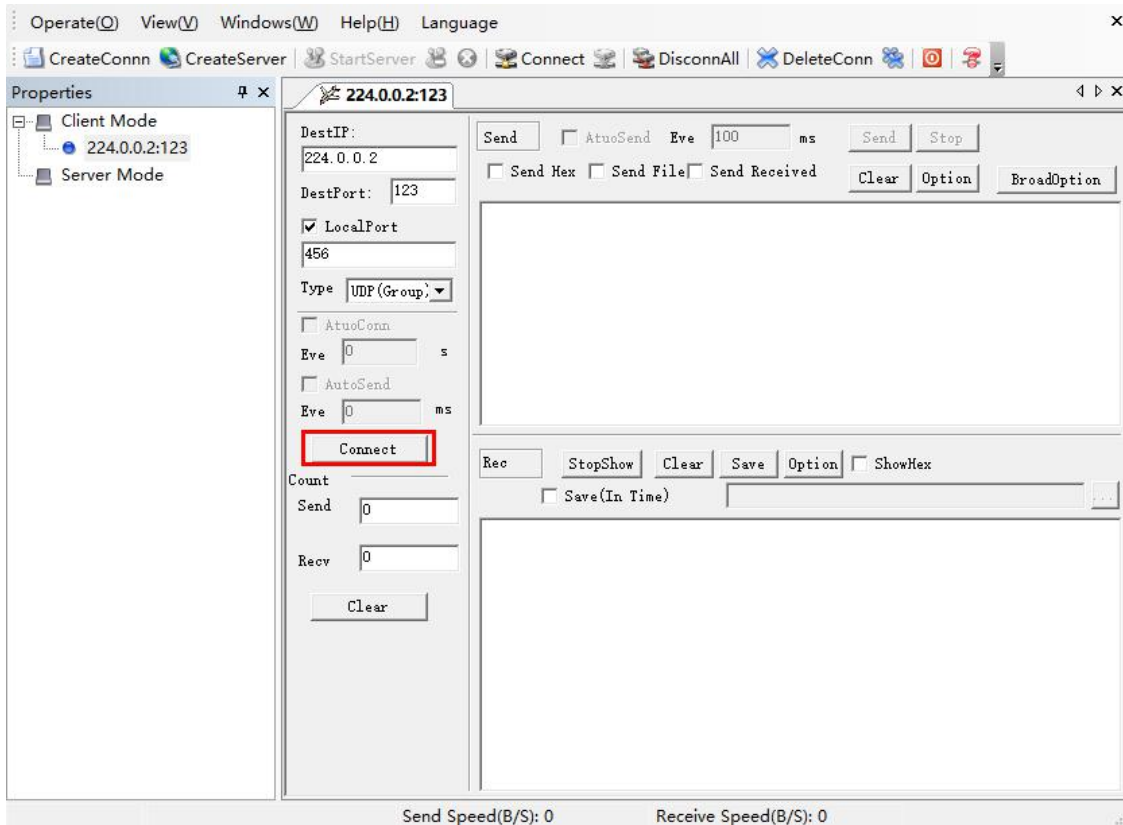 Operate(O) View(V) Windows(W) Help(H) Language
CreateConnn CreateServer StartServer Connect DisconnAll DeleteConn
Properties
224.0.0.2:123
Client Mode
224.0.0.2:123
Server Mode
DestIP:
224.0.0.2
DestPort: 123
LocalPort
456
Type UDP(Group)
AtuoConn
Eve 0 s
AutoSend
Eve 0 ms
Connect
Count
Send 0
Recv 0
Clear
Send AtuoSend Eve 100 ms Send Stop
Send Hex Send File Send Received Clear Option BroadOption
Rec StopShow Clear Save Option ShowHex
Save(In Time) ...
Send Speed(B/S): 0 Receive Speed(B/S): 0